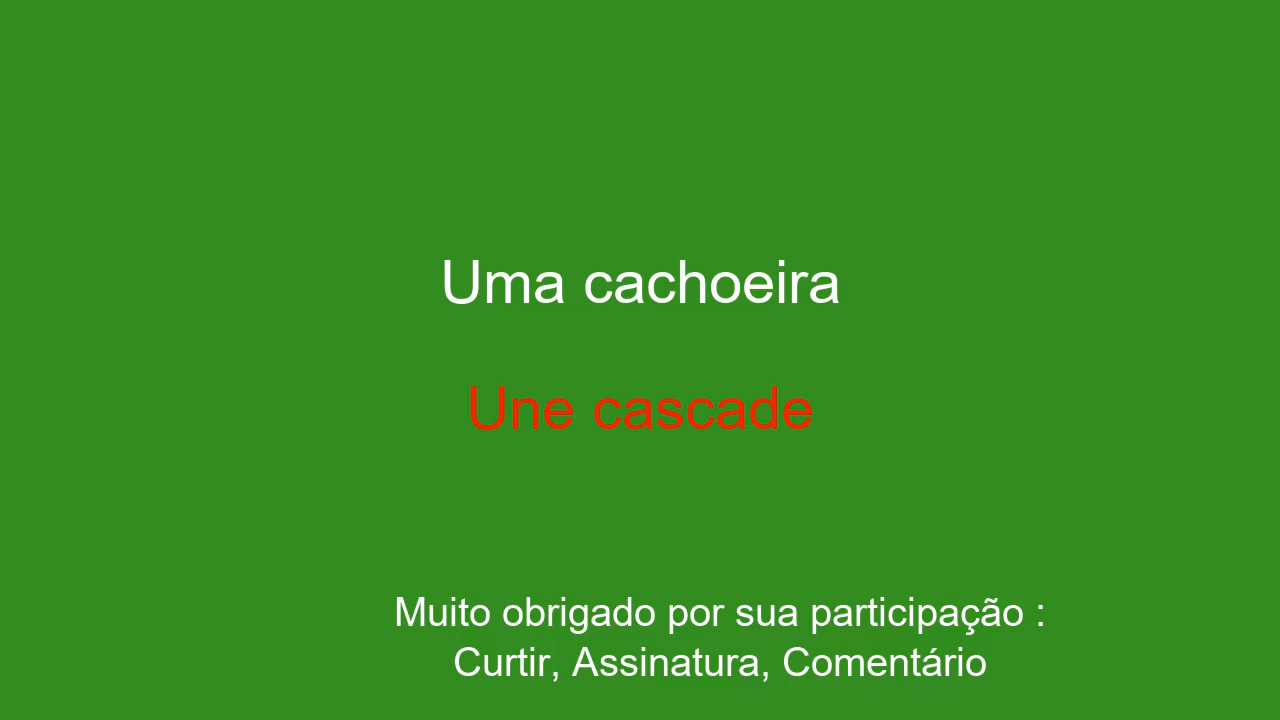 Uma cachoeira
Une cascade
Muito obrigado por sua participação :
Curtir, Assinatura, Comentário